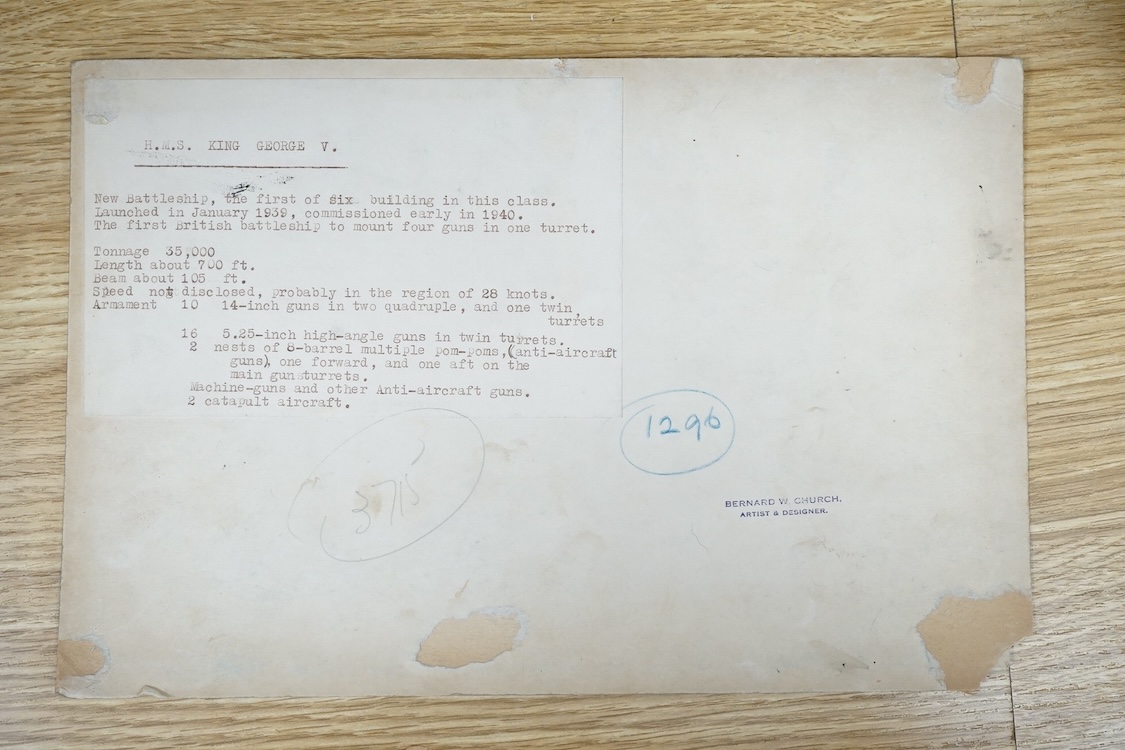 H.M.S. KING GEORGE V.
New Battleship, the first of six building in this class.
Launched in January 1939, commissioned early in 1940.
The first British battleship to mount four guns in one turret.
Tonnage 35,000
Length about 700 ft.
Beam about 105 ft.
Speed not disclosed, probably in the region of 28 knots.
Armament 10 14-inch guns in two quadruple, and one twin,
turrets
16 5.25-inch high-angle guns in twin turrets.
2 nests of 8-barrel multiple pom-poms,(anti-aircraft
guns), one forward, and one aft on the
main gun turrets.
Machine-guns and other Anti-aircraft guns.
2 catapult aircraft.
1296
3715
BERNARD W. CHURCH,
ARTIST & DESIGNER.